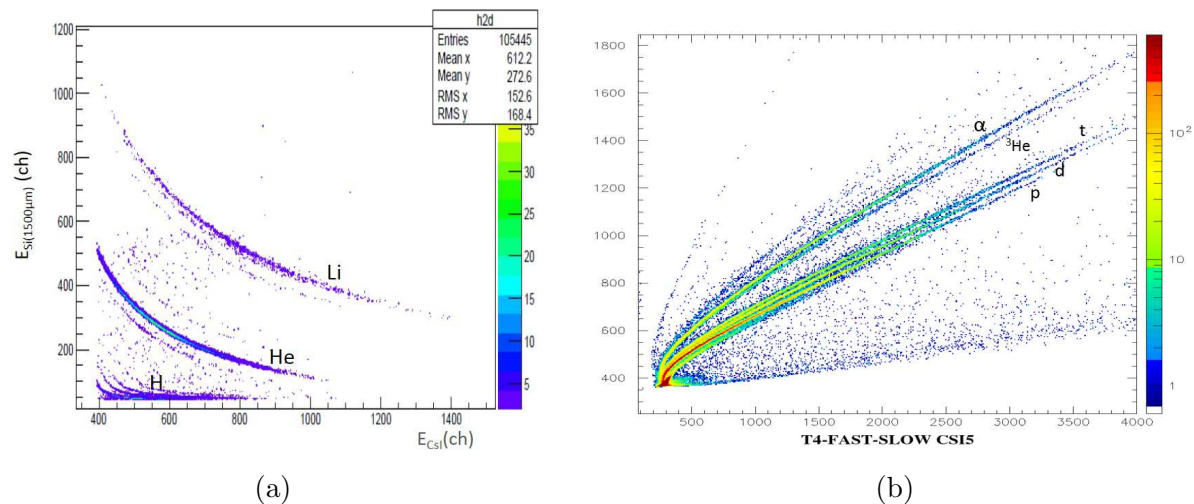 h2d
Entries 105445
Mean x 612.2
Mean y 272.6
RMS x 152.6
RMS y 168.4
1200
1000
800
600
400
200
E_Si(1500μm) (ch)
Li
He
H
35
30
25
20
15
10
5
400 600 800 1000 1200 1400
E_CsI(ch)
(a)
1800
1600
1400
1200
1000
800
600
400
α
³He
t
d
p
10²
10
1
500 1000 1500 2000 2500 3000 3500 4000
T4-FAST-SLOW CSI5
(b)